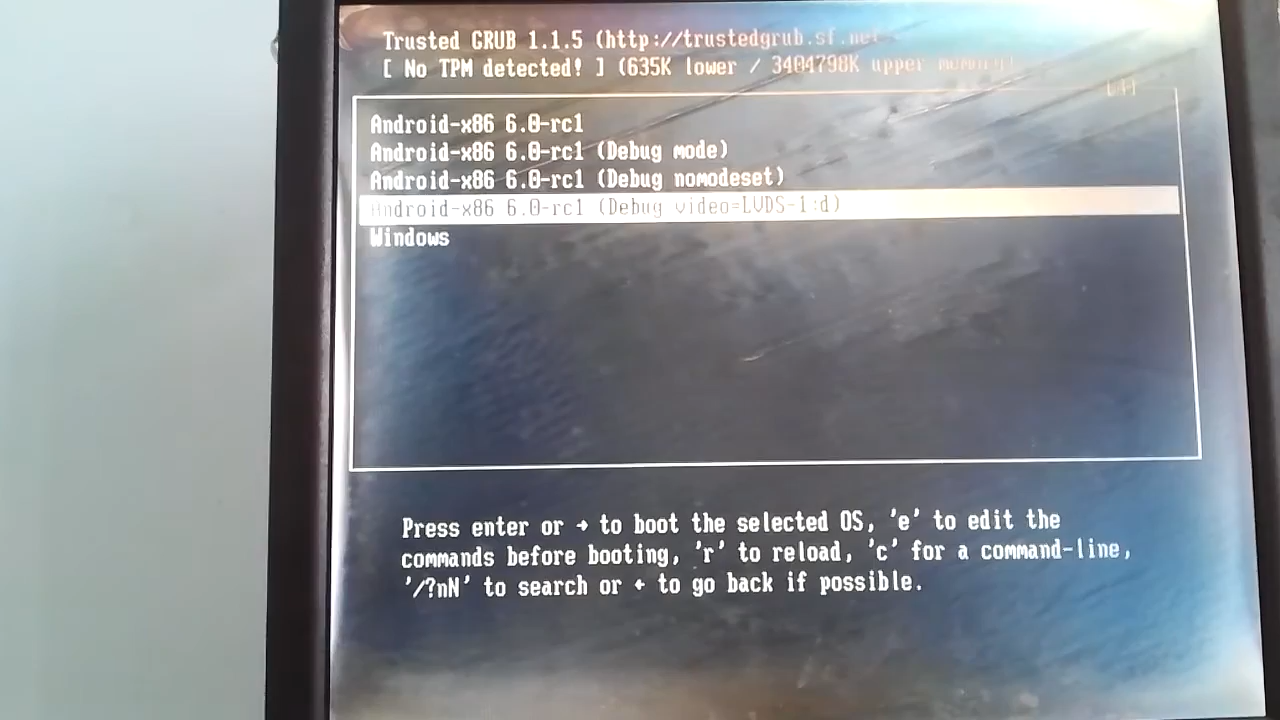 Trusted GRUB 1.1.5 (http://trustedgrub.sf.net
[ No TPM detected! ] (635K lower / 3404798K upper memory)
Android-x86 6.0-rc1
Android-x86 6.0-rc1 (Debug mode)
Android-x86 6.0-rc1 (Debug nomodeset)
Android-x86 6.0-rc1 (Debug video=LVDS-1:d)
Windows
Press enter or → to boot the selected OS, 'e' to edit the
commands before booting, 'r' to reload, 'c' for a command-line,
'/?nN' to search or ← to go back if possible.